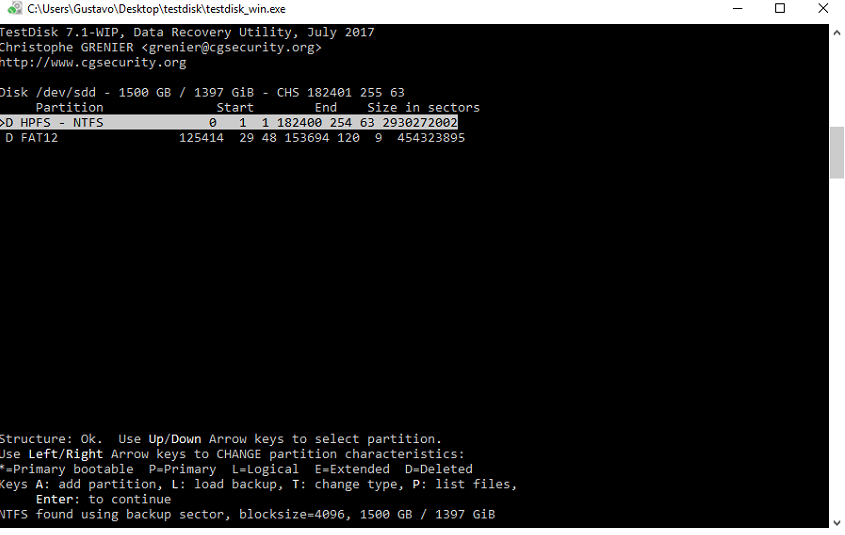 C:\Users\Gustavo\Desktop\testdisk\testdisk_win.exe
TestDisk 7.1-WIP, Data Recovery Utility, July 2017
Christophe GRENIER <grenier@cgsecurity.org>
http://www.cgsecurity.org
Disk /dev/sdd - 1500 GB / 1397 GiB - CHS 182401 255 63
Partition Start End Size in sectors
>D HPFS - NTFS 0 1 1 182400 254 63 2930272002
D FAT12 125414 29 48 153694 120 9 454323895
Structure: Ok. Use Up/Down Arrow keys to select partition.
Use Left/Right Arrow keys to CHANGE partition characteristics:
*=Primary bootable P=Primary L=Logical E=Extended D=Deleted
Keys A: add partition, L: load backup, T: change type, P: list files,
Enter: to continue
NTFS found using backup sector, blocksize=4096, 1500 GB / 1397 GiB